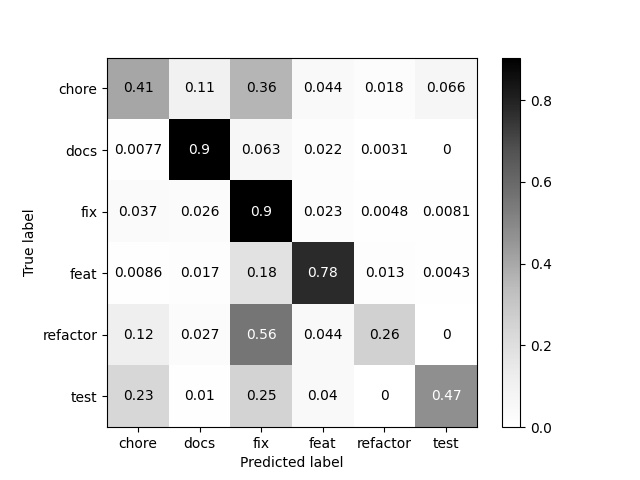 chore 0.41 0.11 0.36 0.044 0.018 0.066
docs 0.0077 0.9 0.063 0.022 0.0031 0
fix 0.037 0.026 0.9 0.023 0.0048 0.0081
feat 0.0086 0.017 0.18 0.78 0.013 0.0043
refactor 0.12 0.027 0.56 0.044 0.26 0
test 0.23 0.01 0.25 0.04 0 0.47
chore docs fix feat refactor test
Predicted label
True label
0.8
0.6
0.4
0.2
0.0